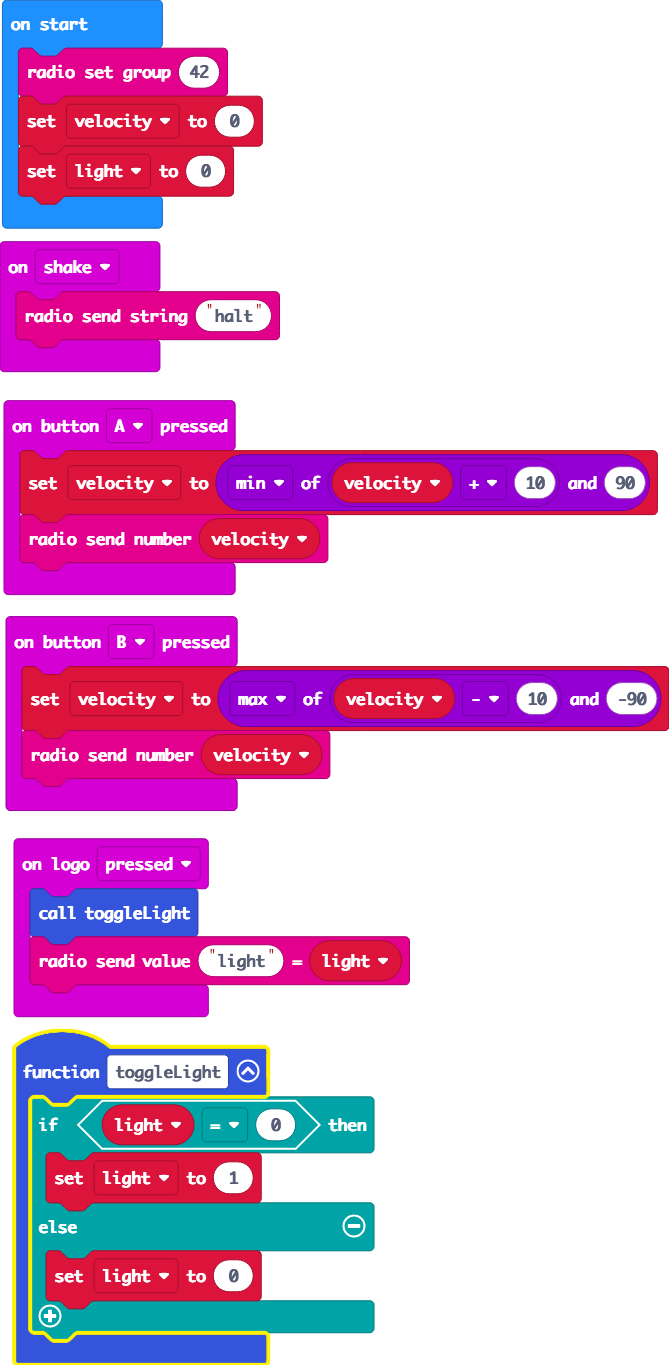 on start
radio set group 42
set velocity to 0
set light to 0
on shake
radio send string "halt"
on button A pressed
set velocity to min of velocity + 10 and 90
radio send number velocity
on button B pressed
set velocity to max of velocity - 10 and -90
radio send number velocity
on logo pressed
call toggleLight
radio send value "light" = light
function toggleLight
if light = 0 then
set light to 1
else
set light to 0